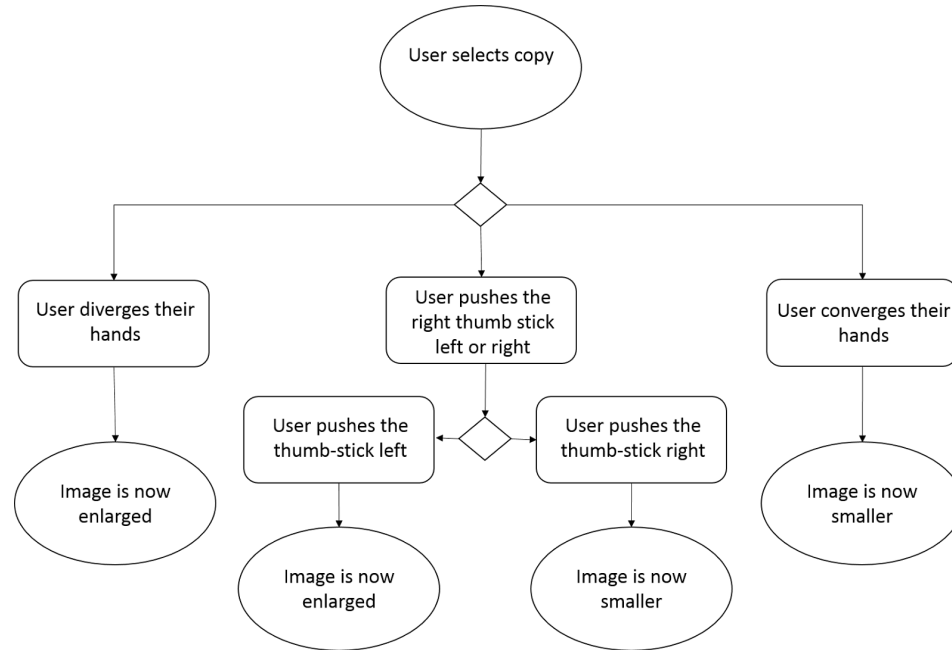 User selects copy
User diverges their
hands
User pushes the
right thumb stick
left or right
User converges their
hands
User pushes the
thumb-stick left
User pushes the
thumb-stick right
Image is now
enlarged
Image is now
smaller
Image is now
enlarged
Image is now
smaller